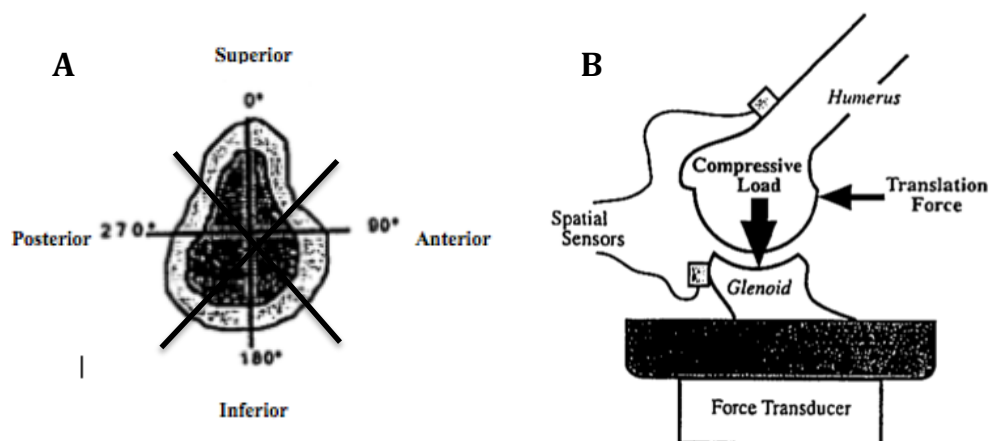 A
Superior
0°
Posterior
270°
90°
Anterior
180°
Inferior
B
Humerus
Compressive
Load
Translation
Force
Spatial
Sensors
Glenoid
Force Transducer